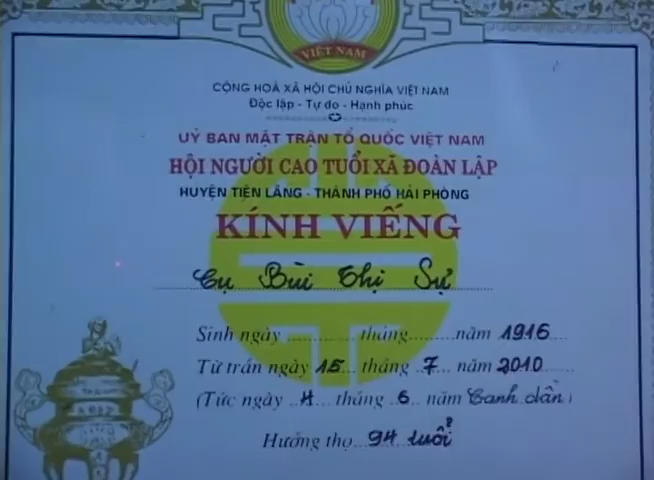 VIỆT NAM
CỘNG HOÀ XÃ HỘI CHỦ NGHĨA VIỆT NAM
Độc lập - Tự do - Hạnh phúc
UỶ BAN MẶT TRẬN TỔ QUỐC VIỆT NAM
HỘI NGƯỜI CAO TUỔI XÃ ĐOÀN LẬP
HUYỆN TIÊN LÃNG - THÀNH PHỐ HẢI PHÒNG
KÍNH VIẾNG
Cụ Bùi Thị Sự
Sinh ngày ............ tháng.........năm 1916....
Từ trần ngày 15... tháng ..7.. năm 2010......
(Tức ngày ..4... tháng ..6.. năm Canh dần)
Hưởng thọ ..94 tuổi